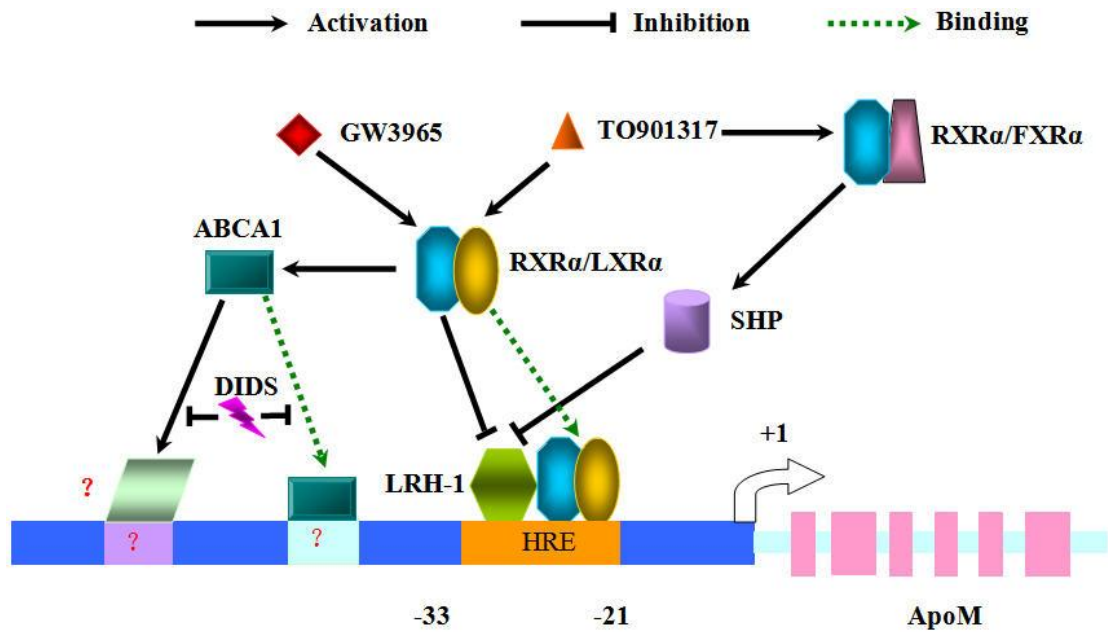 Activation
Inhibition
Binding
GW3965
TO901317
RXRα/FXRα
ABCA1
RXRα/LXRα
SHP
DIDS
+1
?
LRH-1
?
?
HRE
-33
-21
ApoM